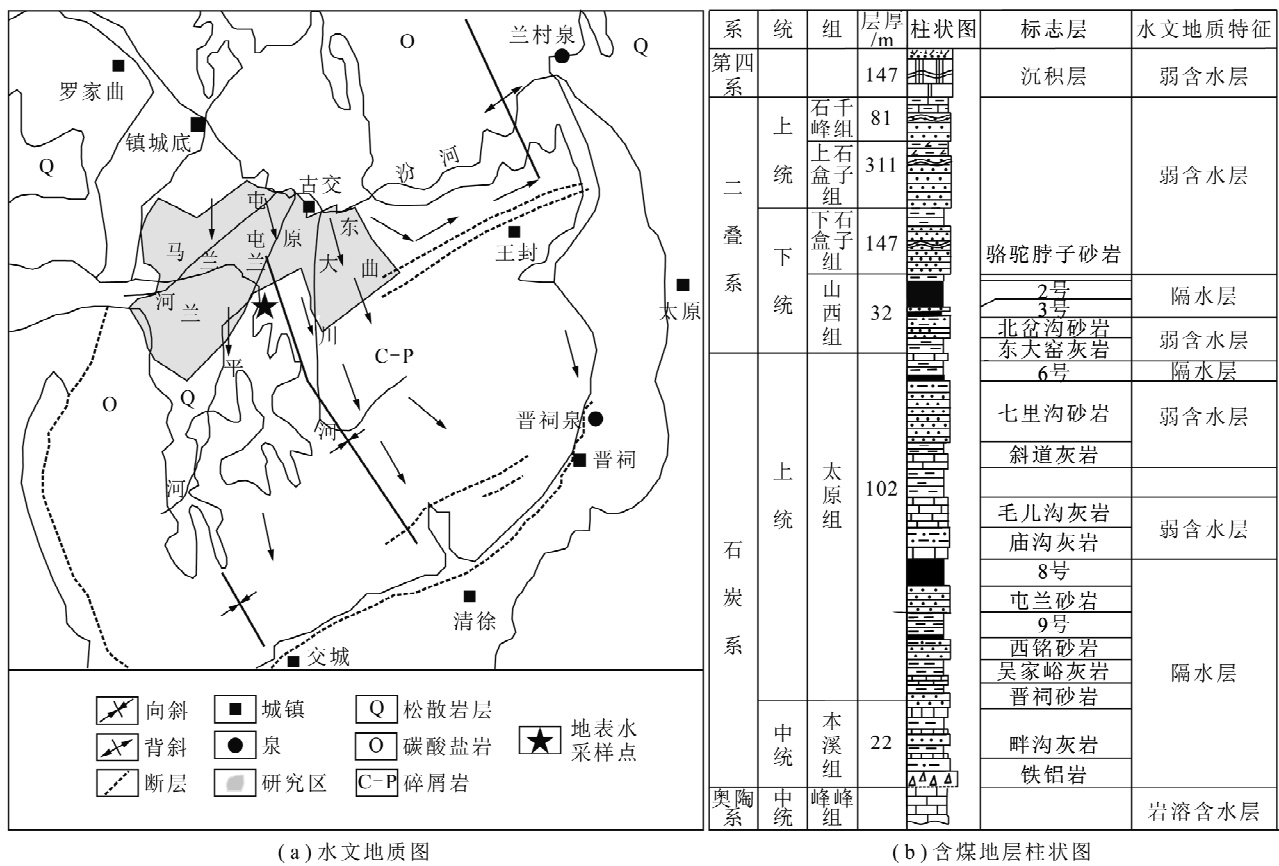 O
兰村泉
Q
罗家曲
镇城底
Q
汾河
古交
屯
马兰
屯兰
原
东
大
曲
王封
太原
河
兰
川
C-P
平
O
Q
晋祠泉
河
晋祠
河
清徐
交城
向斜
城镇
Q
松散岩层
地表水
采样点
背斜
泉
O
碳酸盐岩
断层
研究区
C-P
碎屑岩
(a)水文地质图
系
统
组
层厚
/m
柱状图
标志层
水文地质特征
第四系
147
沉积层
弱含水层
二叠系
上统
石千峰组
81
弱含水层
上石盒子组
311
下统
下石盒子组
147
骆驼脖子砂岩
山西组
32
2号
3号
隔水层
北岔沟砂岩
东大窑灰岩
弱含水层
石炭系
上统
太原组
102
6号
隔水层
七里沟砂岩
弱含水层
斜道灰岩
毛儿沟灰岩
庙沟灰岩
弱含水层
8号
屯兰砂岩
9号
西铭砂岩
吴家峪灰岩
晋祠砂岩
隔水层
中统
本溪组
22
畔沟灰岩
铁铝岩
奥陶系
中统
峰峰组
岩溶含水层
(b)含煤地层柱状图